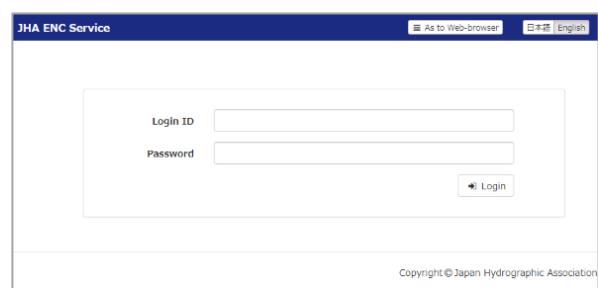 JHA ENC Service
≡ As to Web-browser
日本語 English
Login ID
Password
Login
Copyright©Japan Hydrographic Association